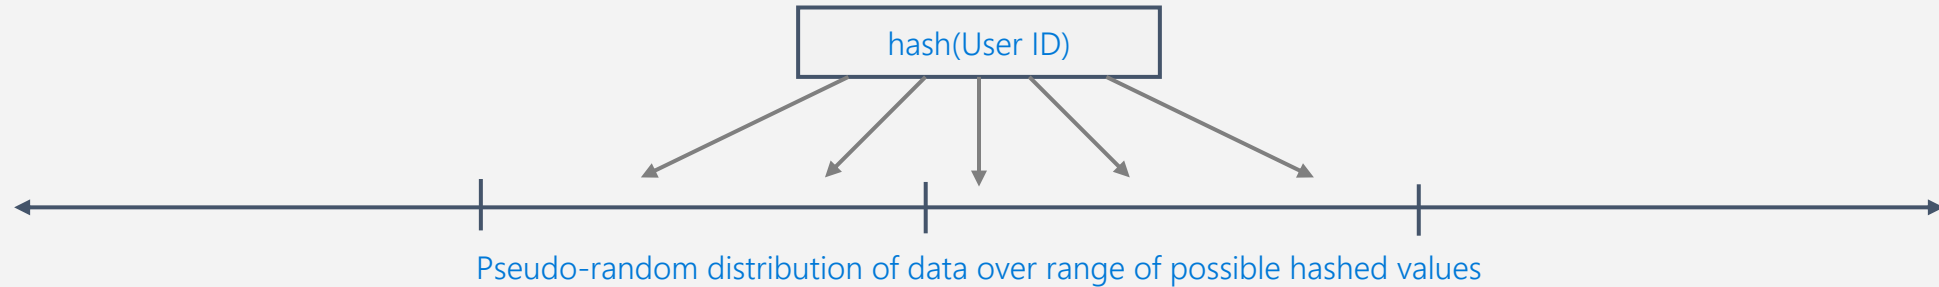 hash(User ID)
Pseudo-random distribution of data over range of possible hashed values